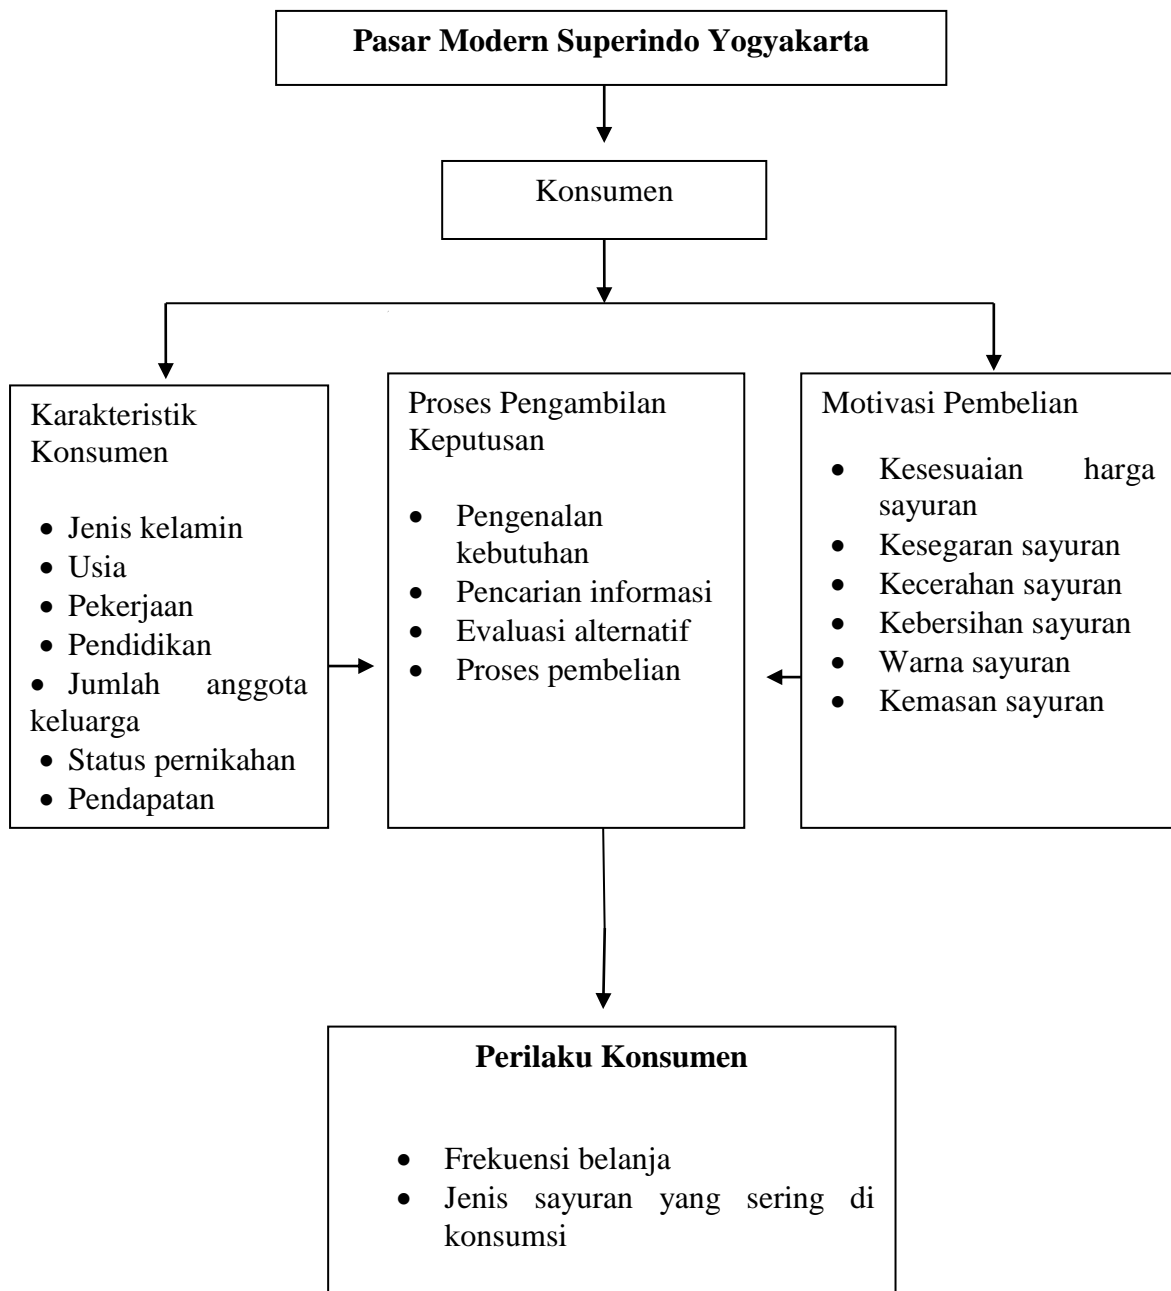 Pasar Modern Superindo Yogyakarta
Konsumen
Karakteristik
Konsumen
• Jenis kelamin
• Usia
• Pekerjaan
• Pendidikan
• Jumlah anggota
keluarga
• Status pernikahan
• Pendapatan
Proses Pengambilan
Keputusan
• Pengenalan
kebutuhan
• Pencarian informasi
• Evaluasi alternatif
• Proses pembelian
Motivasi Pembelian
• Kesesuaian harga
sayuran
• Kesegaran sayuran
• Kecerahan sayuran
• Kebersihan sayuran
• Warna sayuran
• Kemasan sayuran
Perilaku Konsumen
• Frekuensi belanja
• Jenis sayuran yang sering di
konsumsi